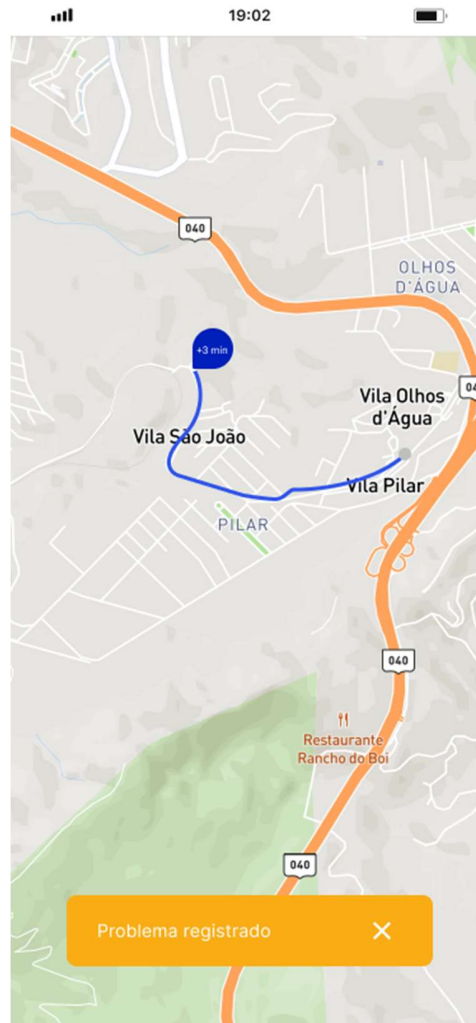 19:02
040
OLHOS
D'ÁGUA
+3 min
04
Vila Olhos
d'Água
Vila São João
Vila Pilar
PILAR
040
Restaurante
Rancho do Boi
040
Problema registrado